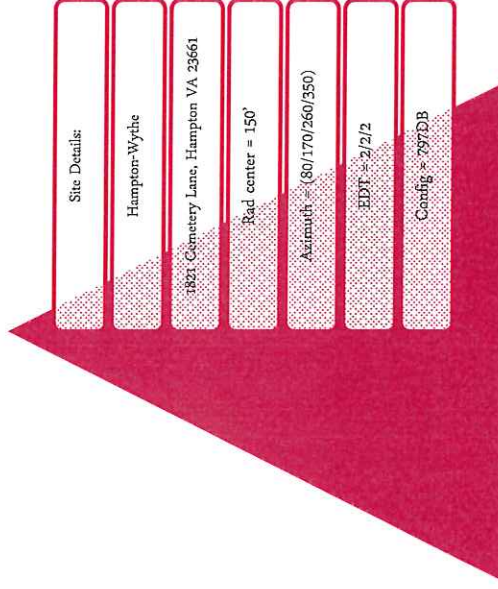 Site Details:
Hampton-Wythe
1821 Cemetery Lane, Hampton VA 23661
Rad center = 150'
Azimuth = (80/170/260/350)
EDT = 2/2/2
Config = 797DB